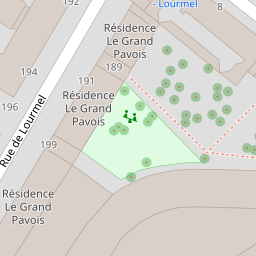 - Lourmel
Résidence
Le Grand
Pavois
189
194
191
Résidence
Le Grand
Pavois
196
Rue de Lourmel
199
Résidence
Le Grand
Pavois